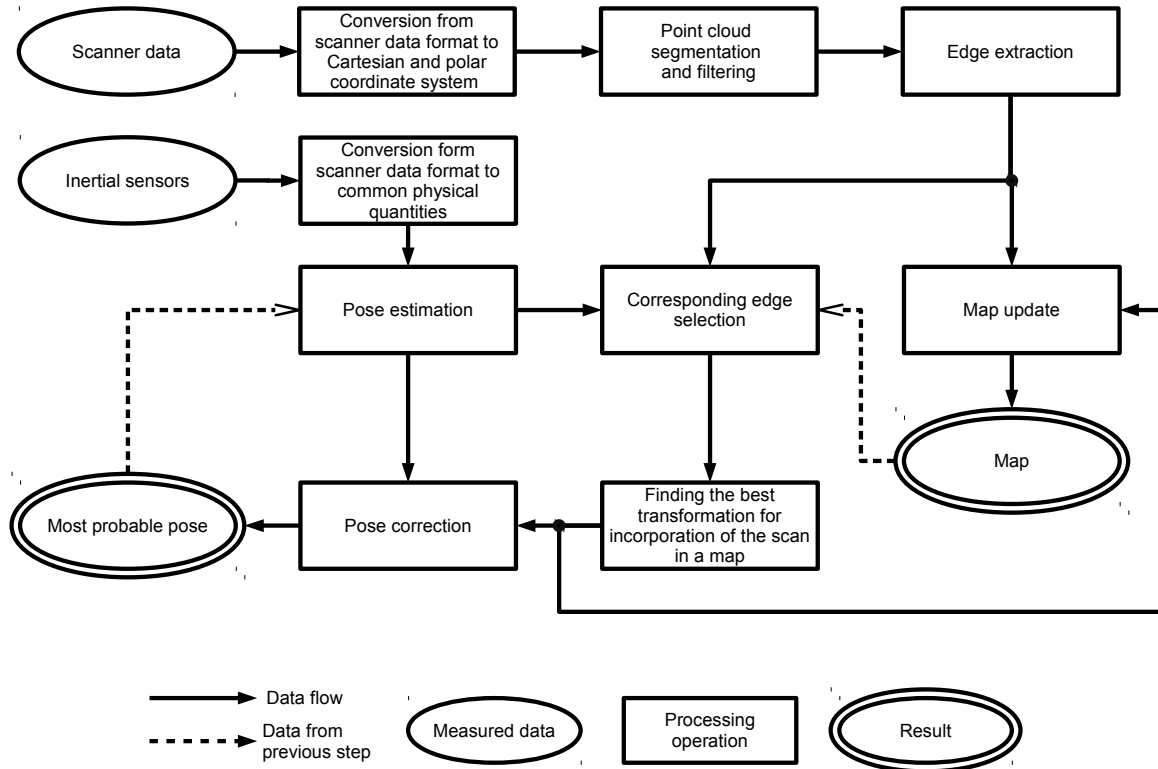 Scanner data
Conversion from
scanner data format to
Cartesian and polar
coordinate system
Point cloud
segmentation
and filtering
Edge extraction
Inertial sensors
Conversion form
scanner data format to
common physical
quantities
Pose estimation
Corresponding edge
selection
Map update
Map
Most probable pose
Pose correction
Finding the best
transformation for
incorporation of the scan
in a map
Data flow
Data from
previous step
Measured data
Processing
operation
Result